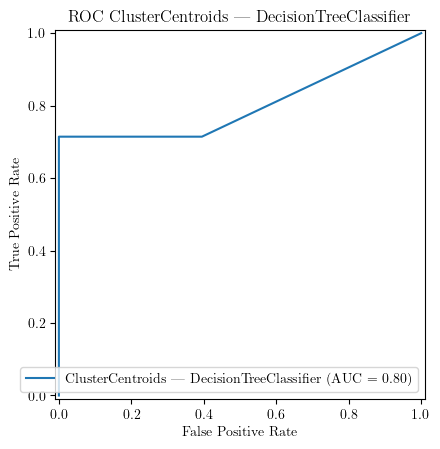 ROC ClusterCentroids — DecisionTreeClassifier
True Positive Rate
1.0
0.8
0.6
0.4
0.2
0.0
ClusterCentroids — DecisionTreeClassifier (AUC = 0.80)
0.0 0.2 0.4 0.6 0.8 1.0
False Positive Rate